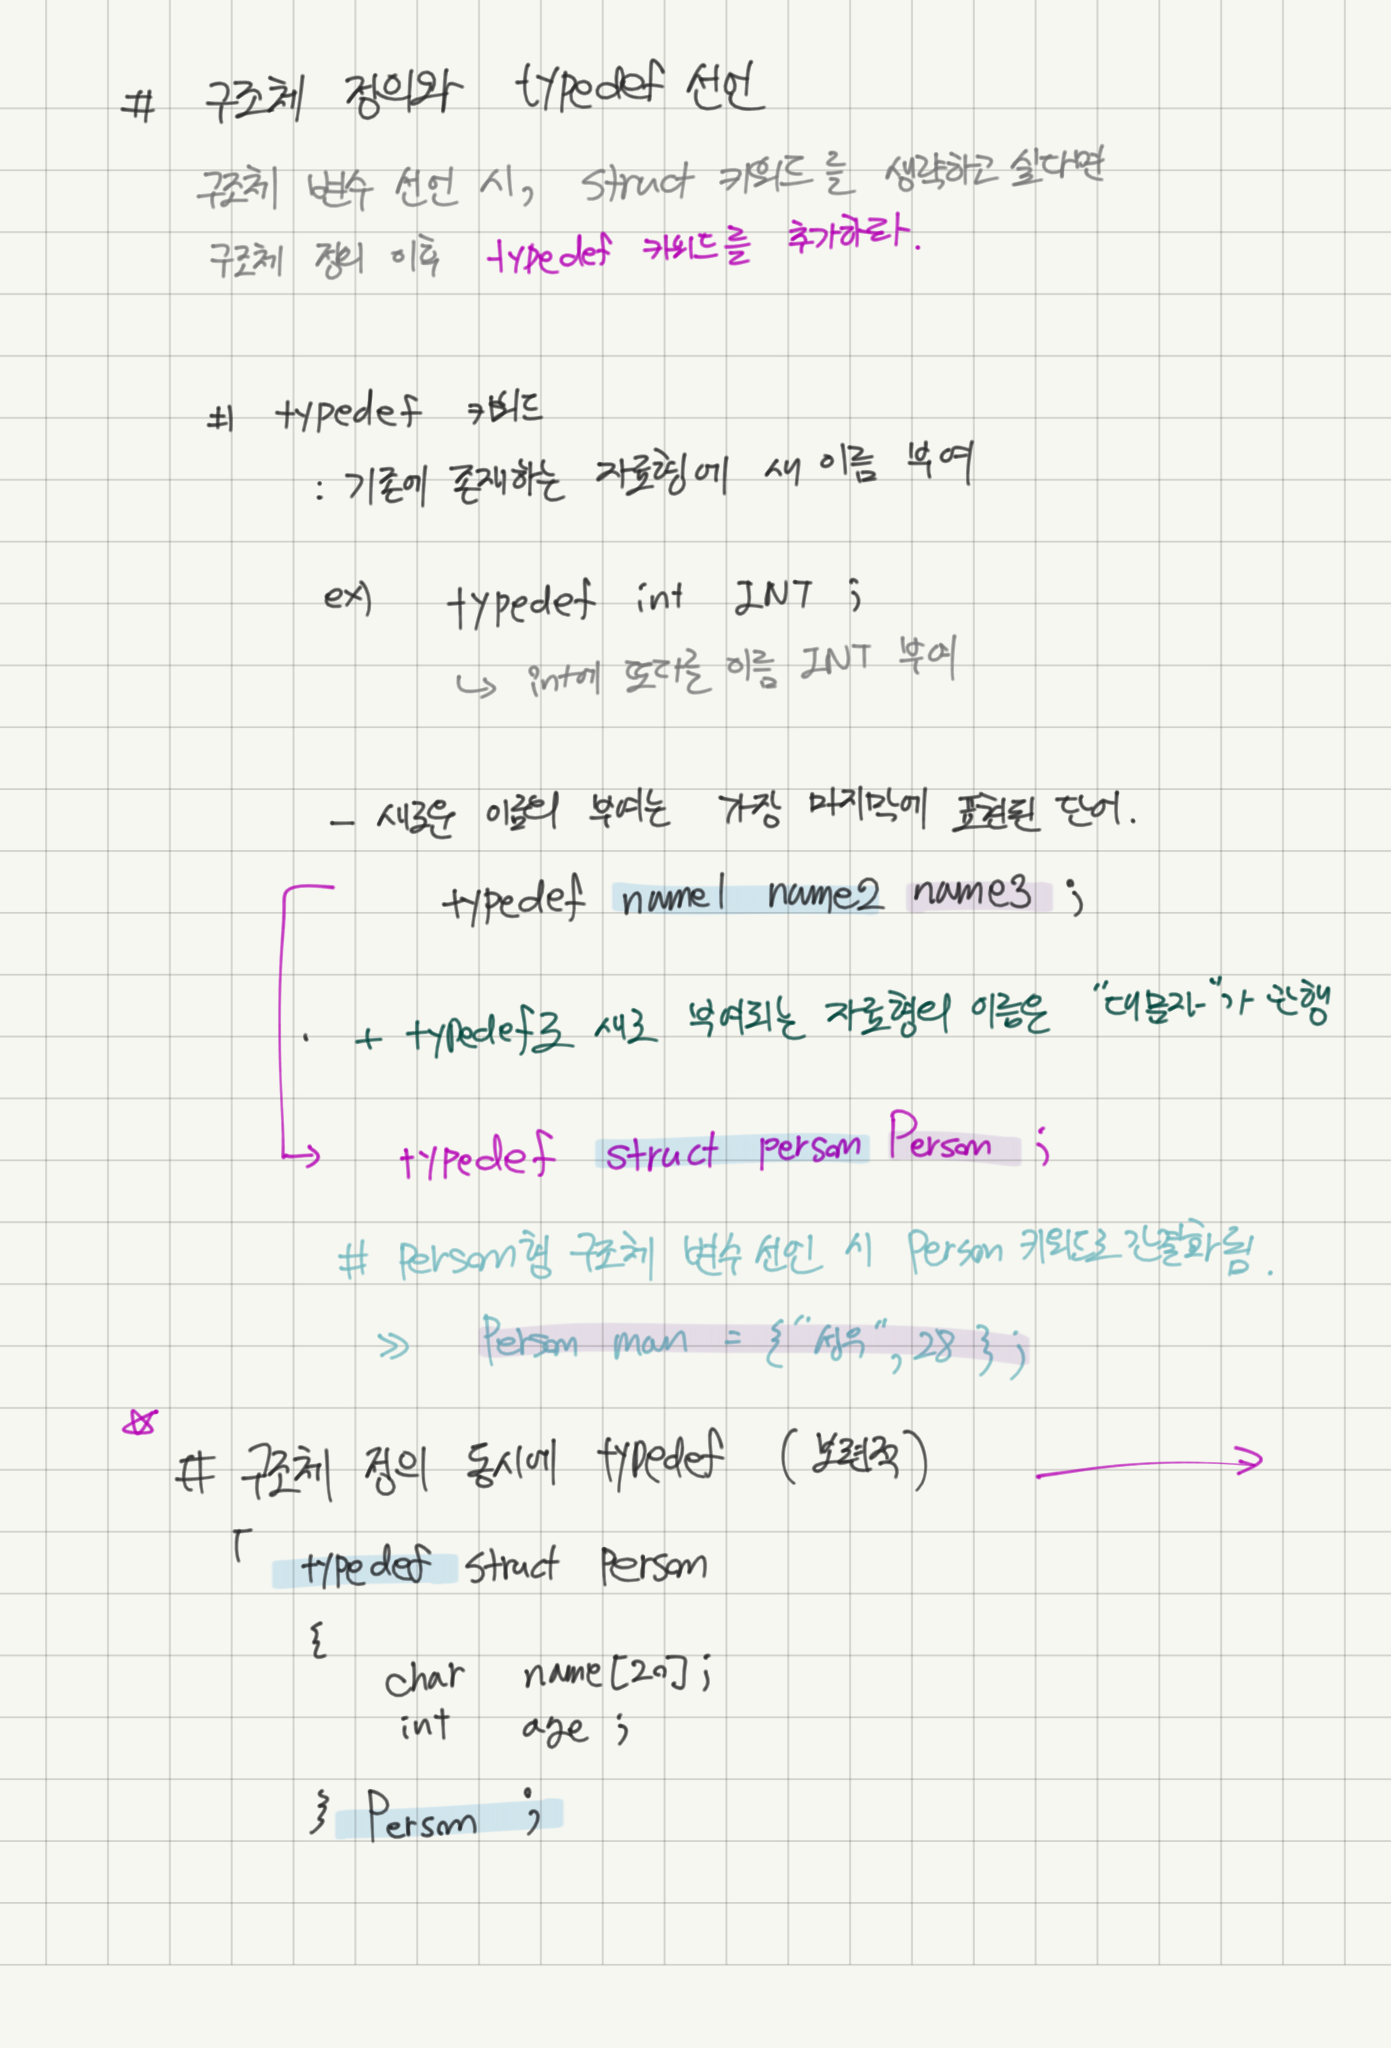 # 구조체 정의와 typedef 선언
구조체 변수 선언 시, struct 키워드를 생략하고 싶다면
구조체 정의 이후 typedef 키워드를 추가하라.
#1 typedef 키워드
: 기존에 존재하는 자료형에 새 이름 부여
ex) typedef int INT ;
↳ int에 또다른 이름 INT 부여
- 새로운 이름의 부여는 가장 마지막에 표현된 단어.
typedef name1 name2 name3 ;
+ typedef로 새로 부여되는 자료형의 이름은 "대문자"가 관행
typedef struct person Person ;
# Person형 구조체 변수 선언 시 Person 키워드로 간결화됨.
>> Person man = {"성우", 28 } ;
☆
# 구조체 정의 동시에 typedef (보편적) →
「 typedef struct Person
{
char name[20] ;
int age ;
} Person ;